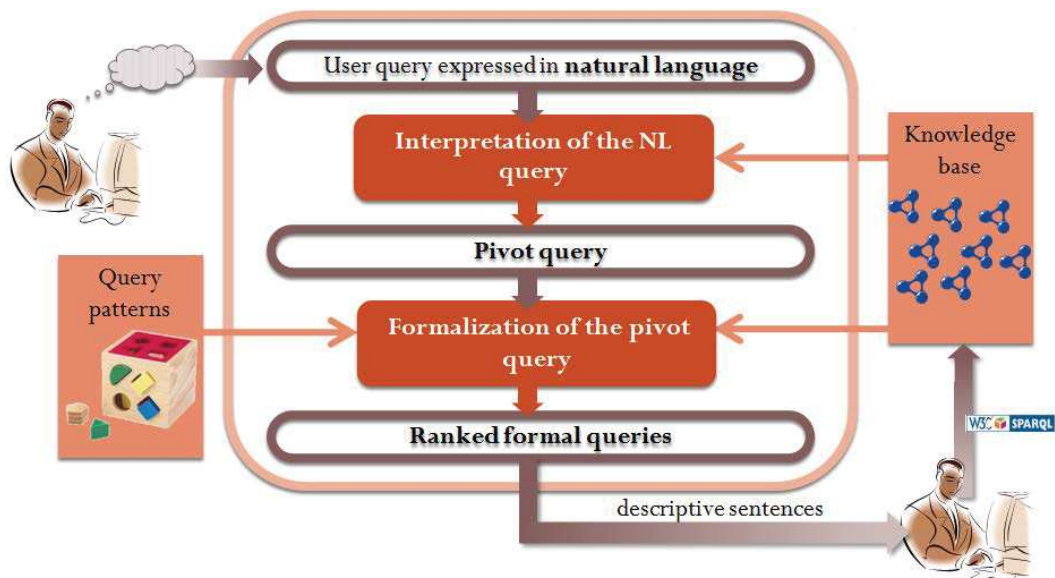 User query expressed in natural language
Interpretation of the NL
query
Knowledge
base
Pivot query
Query
patterns
Formalization of the pivot
query
Ranked formal queries
W3C SPARQL
descriptive sentences